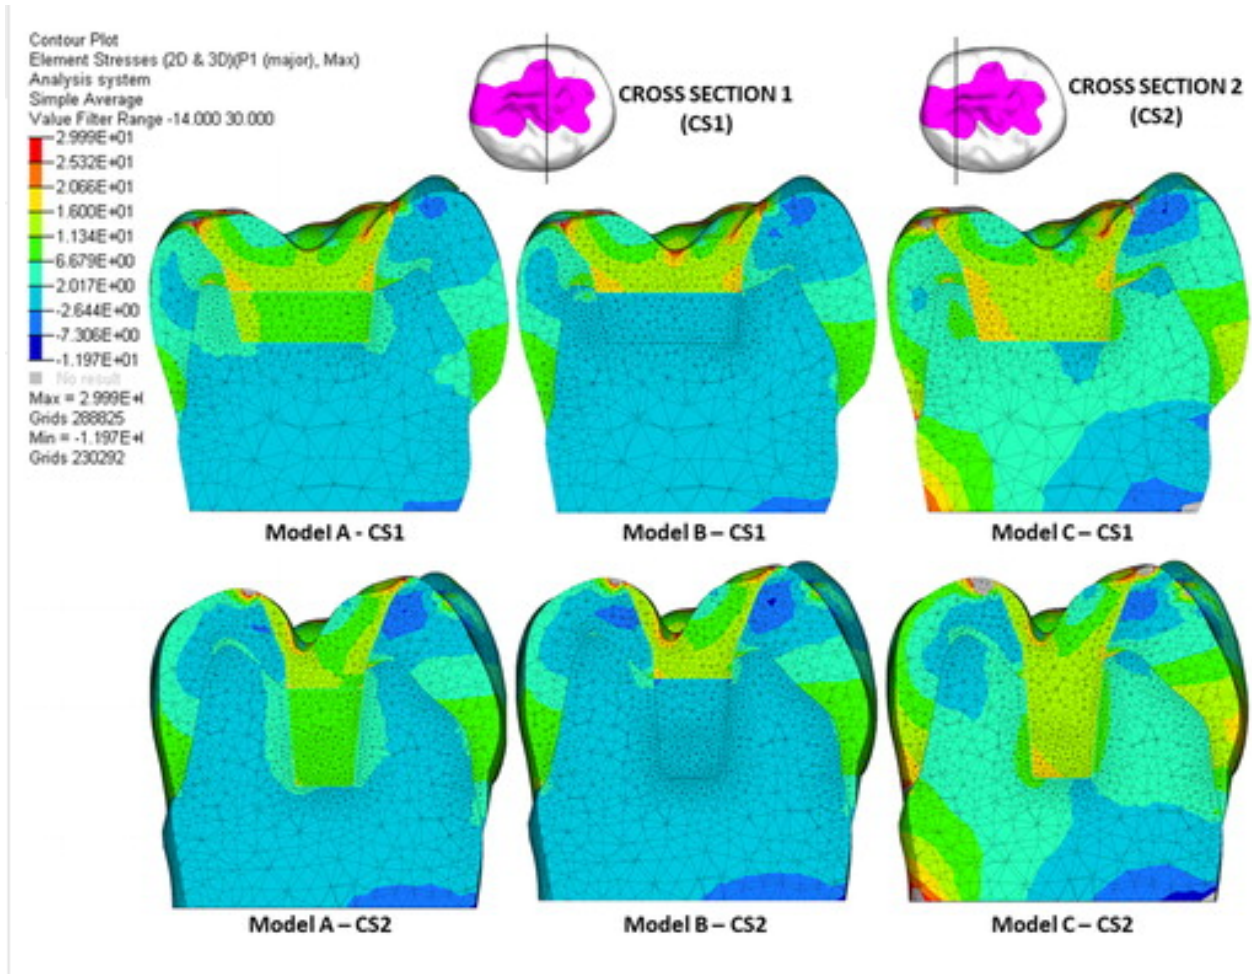 Contour Plot
Element Stresses (2D & 3D)(P1 (major), Max)
Analysis system
Simple Average
Value Filter Range -14.000 30.000
2.999E+01
2.532E+01
2.066E+01
1.600E+01
1.134E+01
6.679E+00
2.017E+00
-2.644E+00
-7.306E+00
-1.197E+01
No result
Max = 2.999E+
Grids 288825
Min = -1.197E+
Grids 230292
CROSS SECTION 1
(CS1)
CROSS SECTION 2
(CS2)
Model A - CS1
Model B – CS1
Model C – CS1
Model A – CS2
Model B – CS2
Model C – CS2